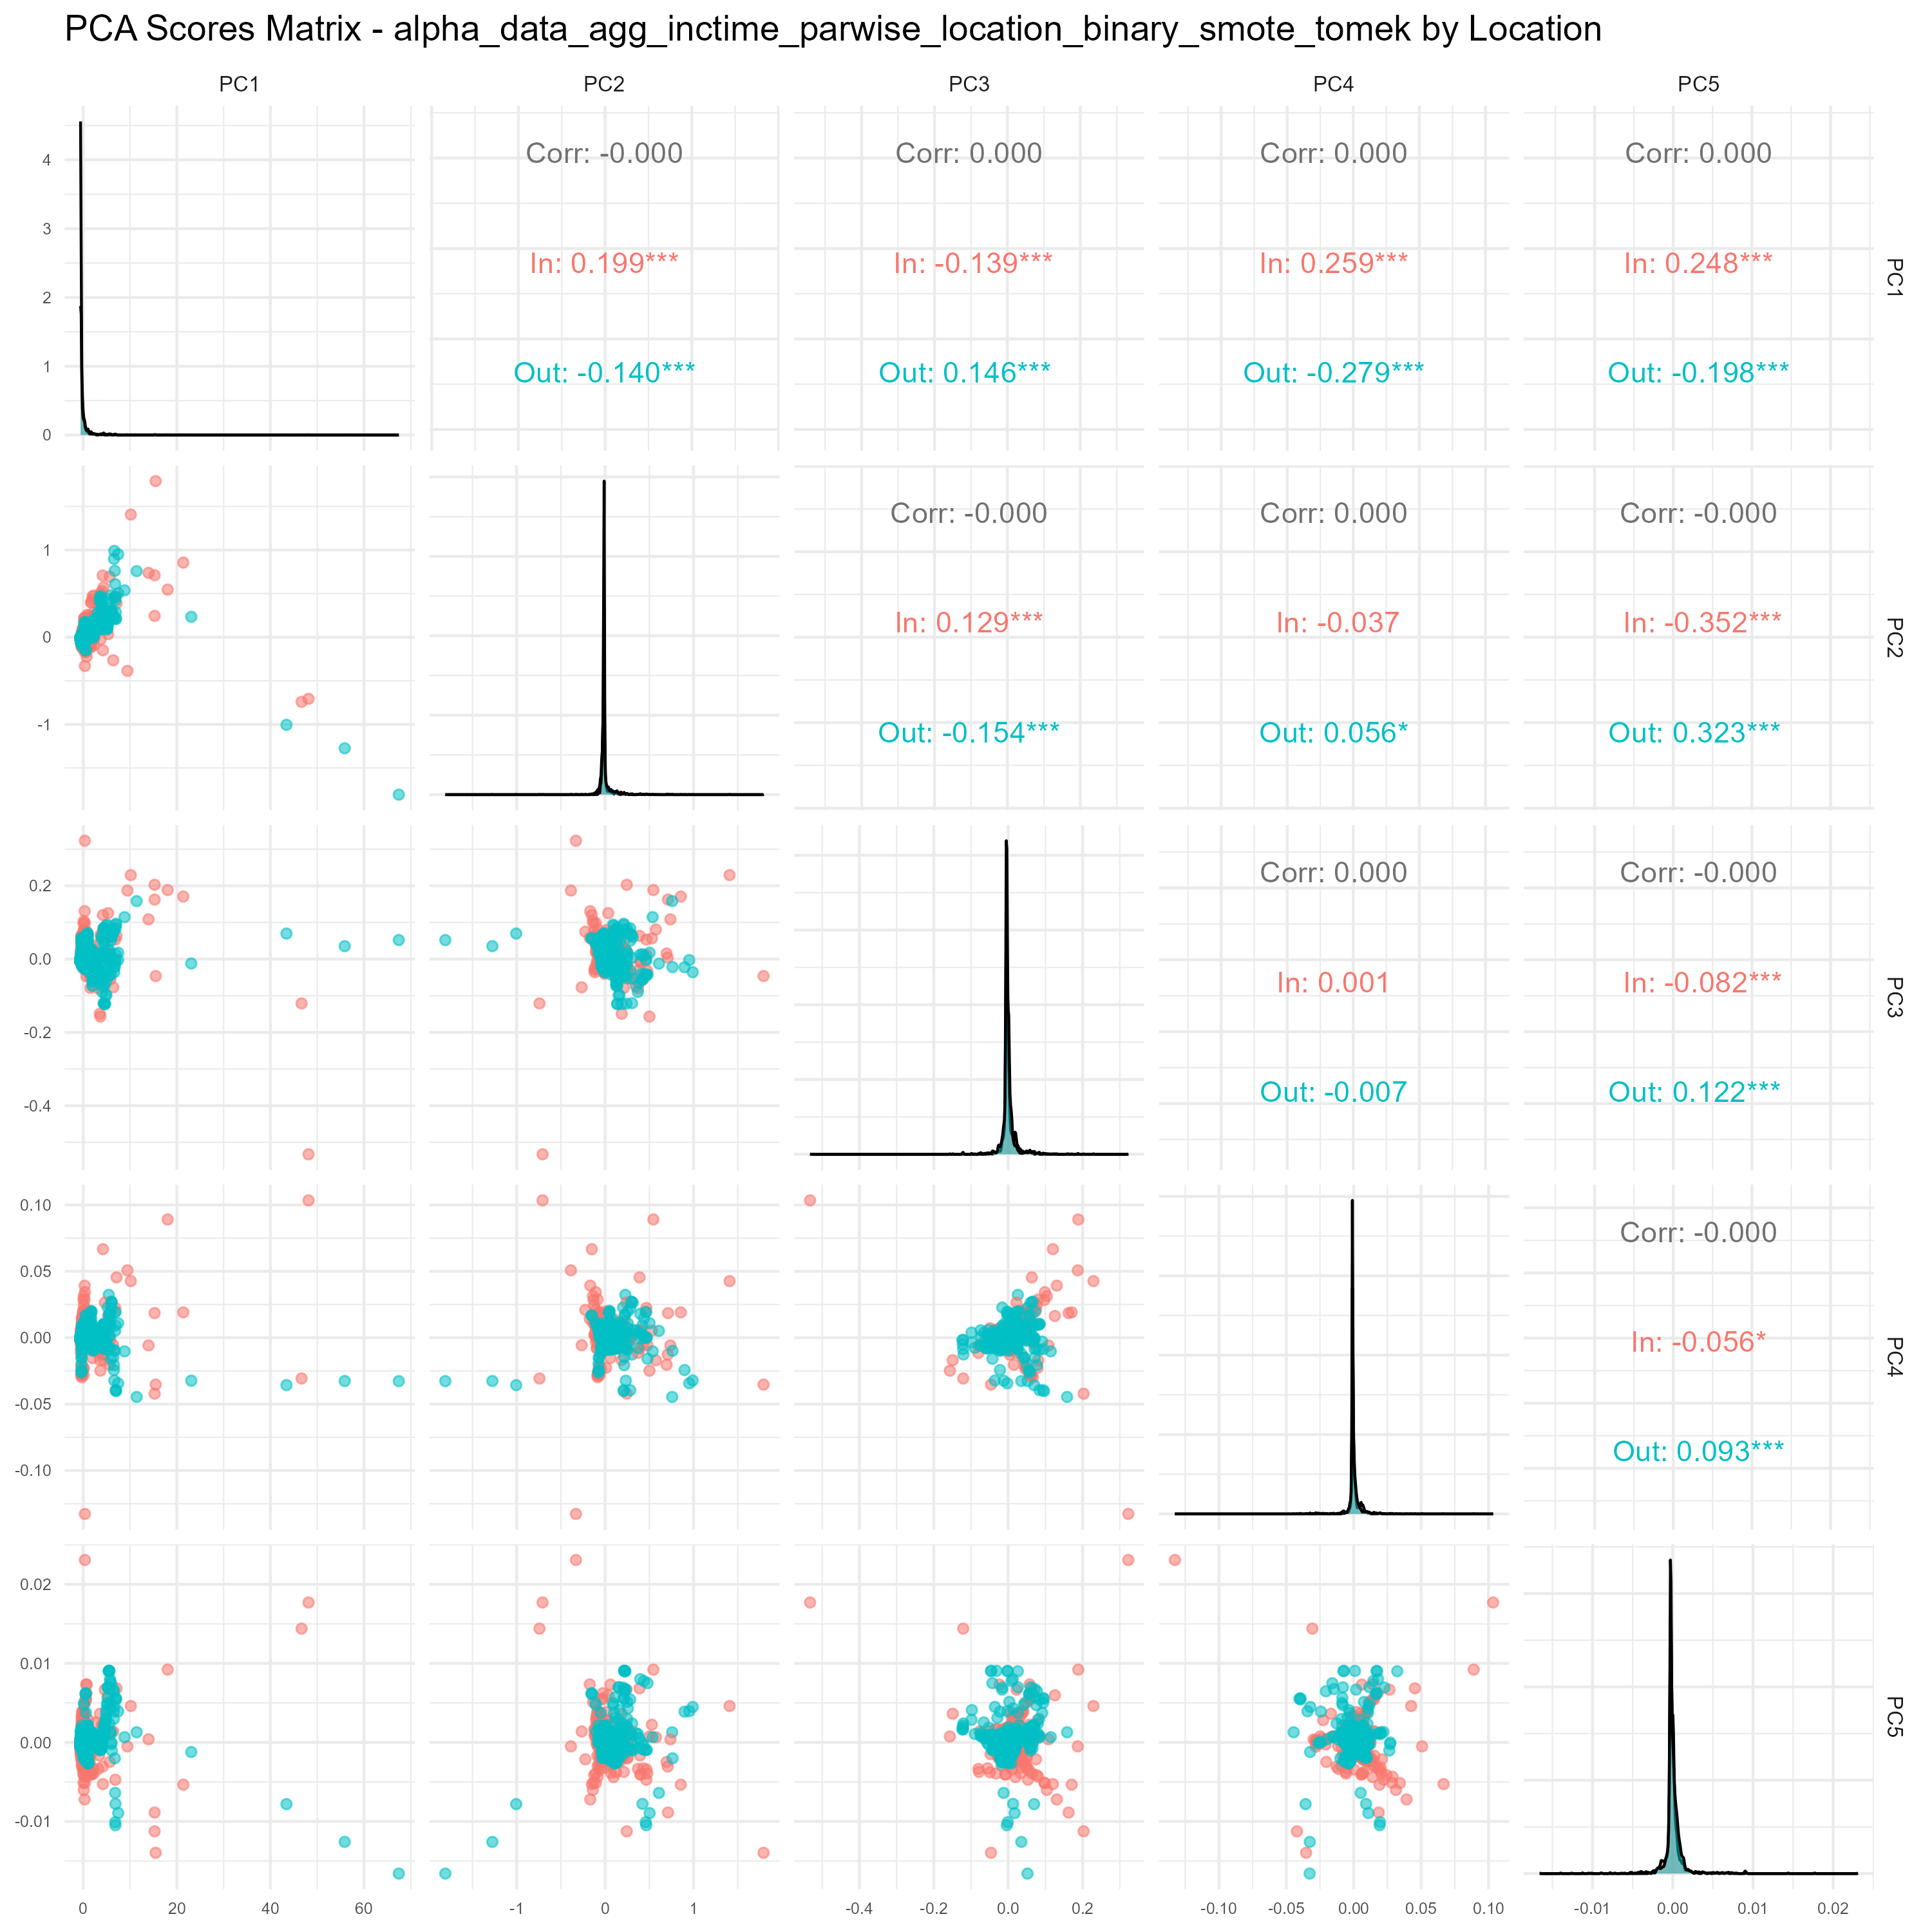 PCA Scores Matrix - alpha_data_agg_inctime_parwise_location_binary_smote_tomek by Location
PC1 PC2 PC3 PC4 PC5
4
3
2
1
0
Corr: -0.000 Corr: 0.000 Corr: 0.000 Corr: 0.000
In: 0.199*** In: -0.139*** In: 0.259*** In: 0.248***
Out: -0.140*** Out: 0.146*** Out: -0.279*** Out: -0.198***
PC1
1
0
-1
Corr: -0.000 Corr: 0.000 Corr: -0.000
In: 0.129*** In: -0.037 In: -0.352***
Out: -0.154*** Out: 0.056* Out: 0.323***
PC2
0.2
0.0
-0.2
-0.4
Corr: 0.000 Corr: -0.000
In: 0.001 In: -0.082***
Out: -0.007 Out: 0.122***
PC3
0.10
0.05
0.00
-0.05
-0.10
Corr: -0.000
In: -0.056*
Out: 0.093***
PC4
0.02
0.01
0.00
-0.01
PC5
0 20 40 60 -1 0 1 -0.4 -0.2 0.0 0.2 -0.10 -0.05 0.00 0.05 0.10 -0.01 0.00 0.01 0.02